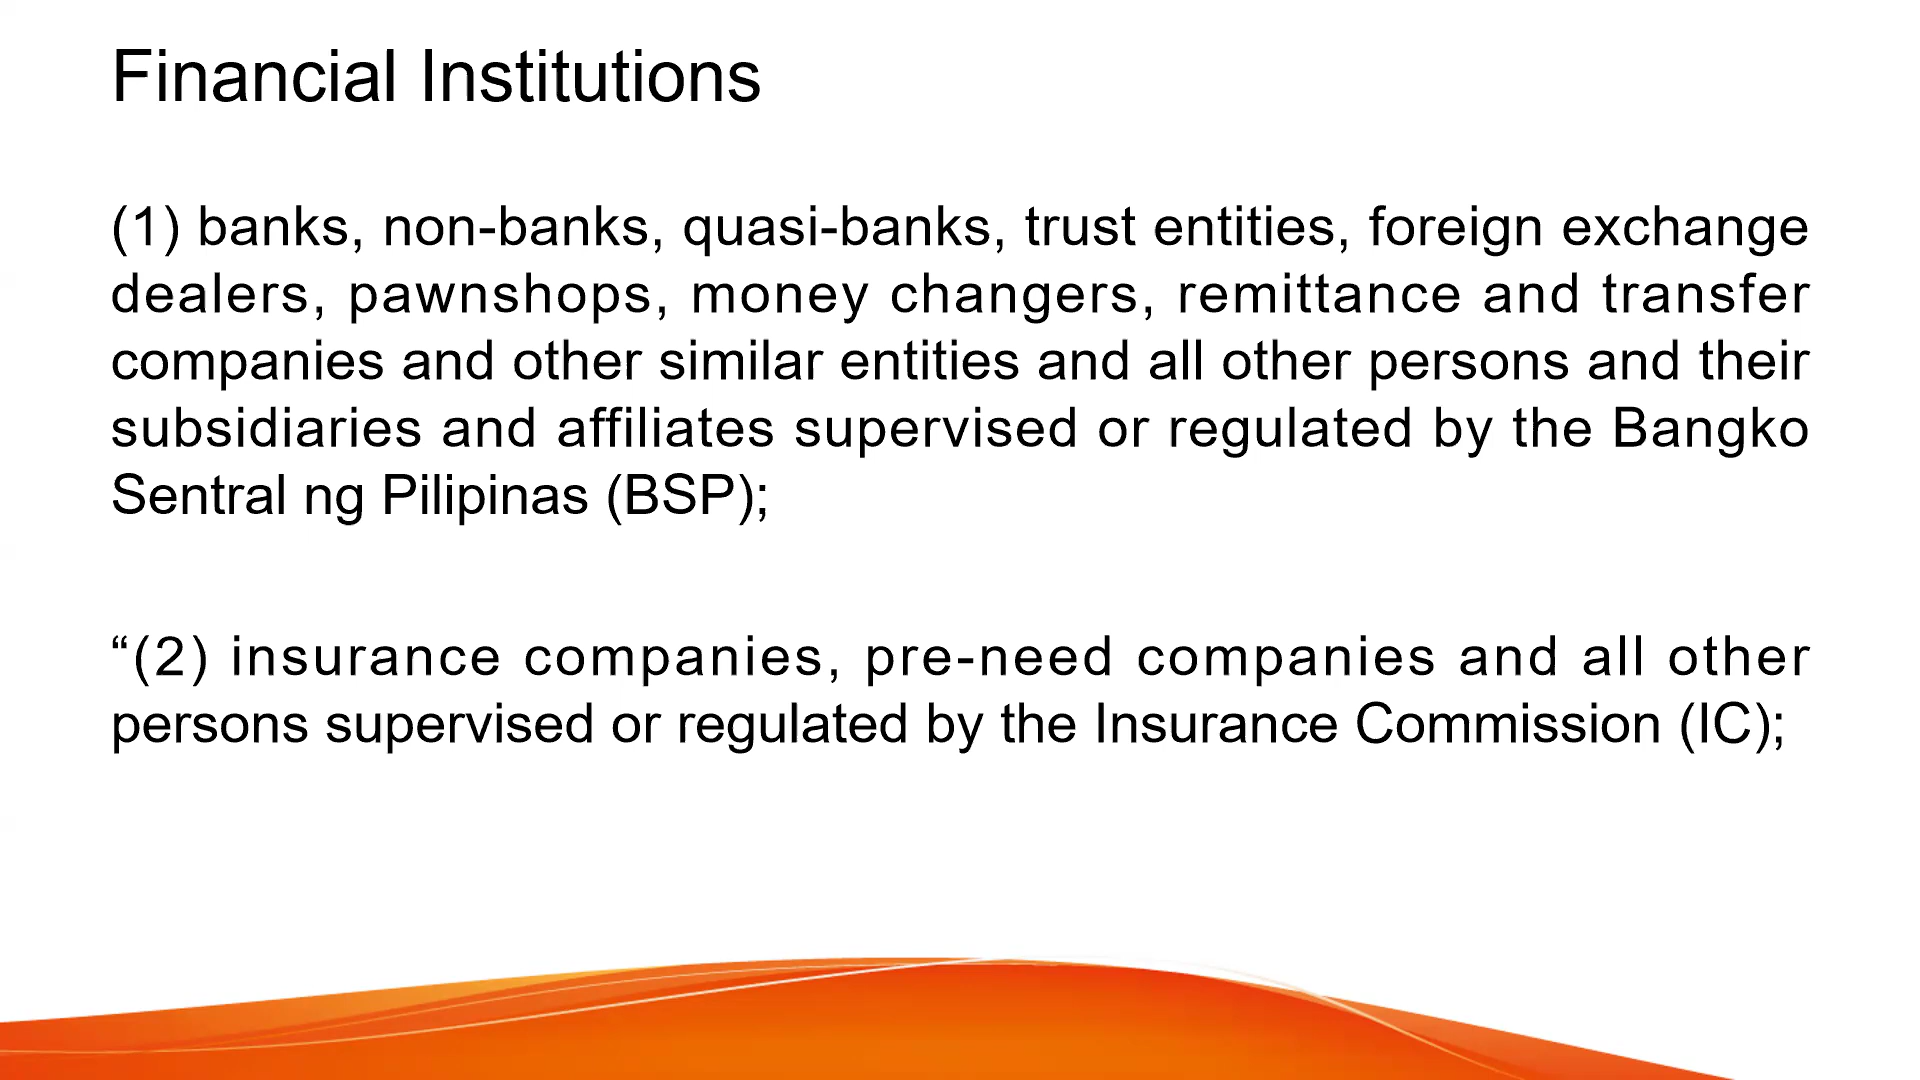 Financial Institutions
(1) banks, non-banks, quasi-banks, trust entities, foreign exchange
dealers, pawnshops, money changers, remittance and transfer
companies and other similar entities and all other persons and their
subsidiaries and affiliates supervised or regulated by the Bangko
Sentral ng Pilipinas (BSP);
“(2) insurance companies, pre-need companies and all other
persons supervised or regulated by the Insurance Commission (IC);